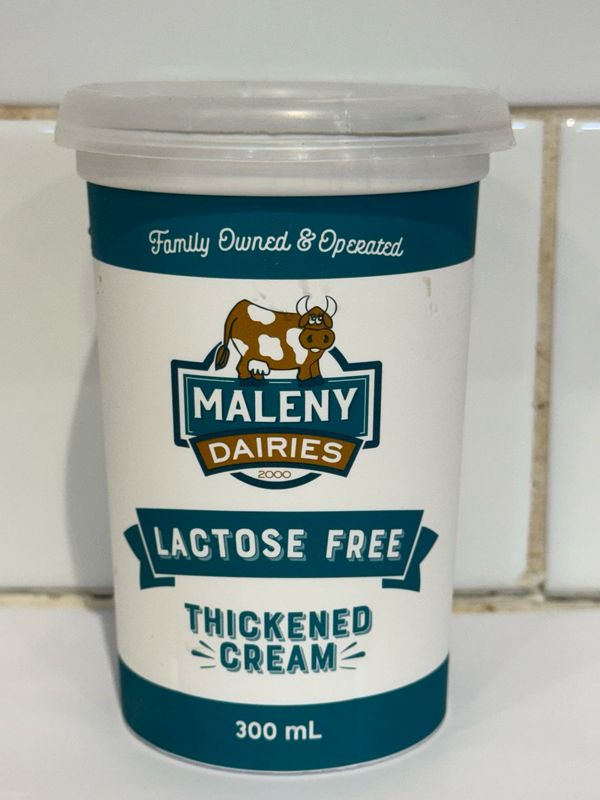 Family Owned & Operated
MALENY
DAIRIES
2000
LACTOSE FREE
THICKENED
CREAM
300 mL